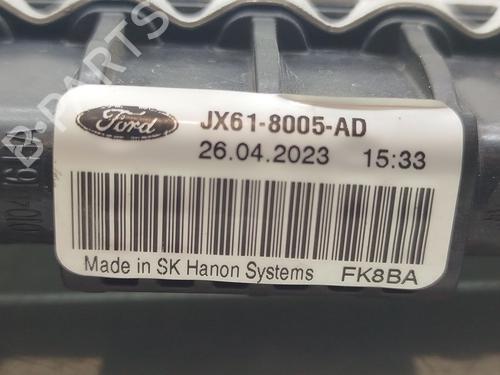 Ford
JX61-8005-AD
26.04.2023 15:33
Made in SK Hanon Systems FK8BA